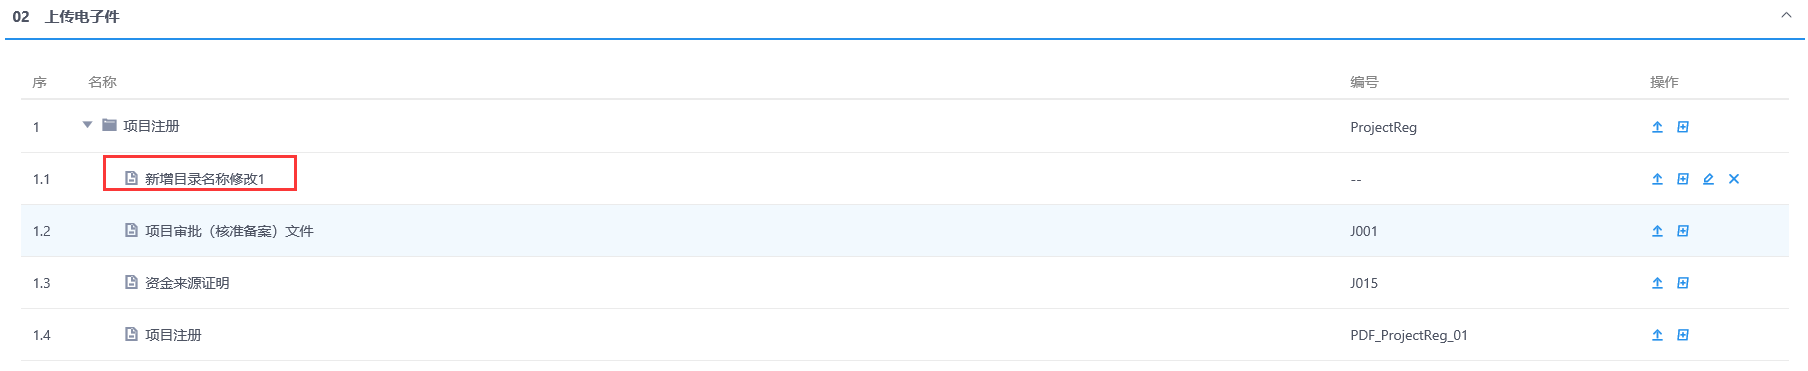 02 上传电子件
序 名称 编号 操作
1 项目注册 ProjectReg
1.1 新增目录名称修改1 --
1.2 项目审批（核准备案）文件 J001
1.3 资金来源证明 J015
1.4 项目注册 PDF_ProjectReg_01